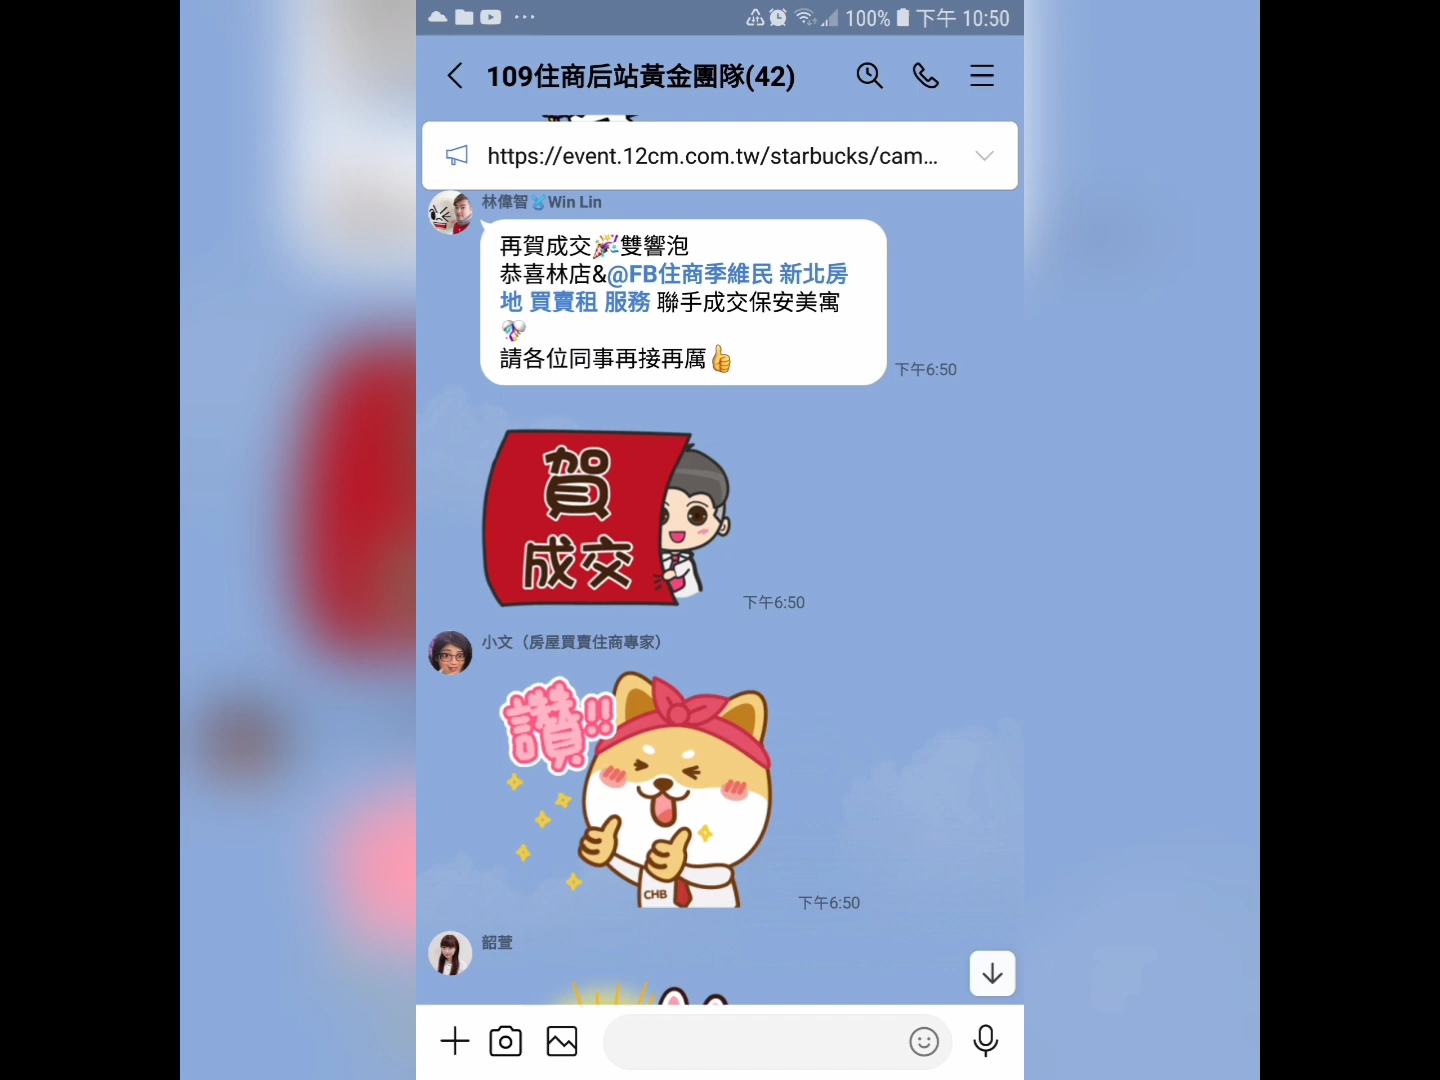 100% 下午 10:50
109住商后站黃金團隊(42)
https://event.12cm.com.tw/starbucks/cam...
林偉智🐰Win Lin
再賀成交🎉雙響泡
恭喜林店&@FB住商季維民 新北房
地 買賣租 服務 聯手成交保安美寓
🎊
請各位同事再接再厲👍
下午6:50
賀
成交
下午6:50
小文（房屋買賣住商專家）
讚!!
CHB
下午6:50
韶萱